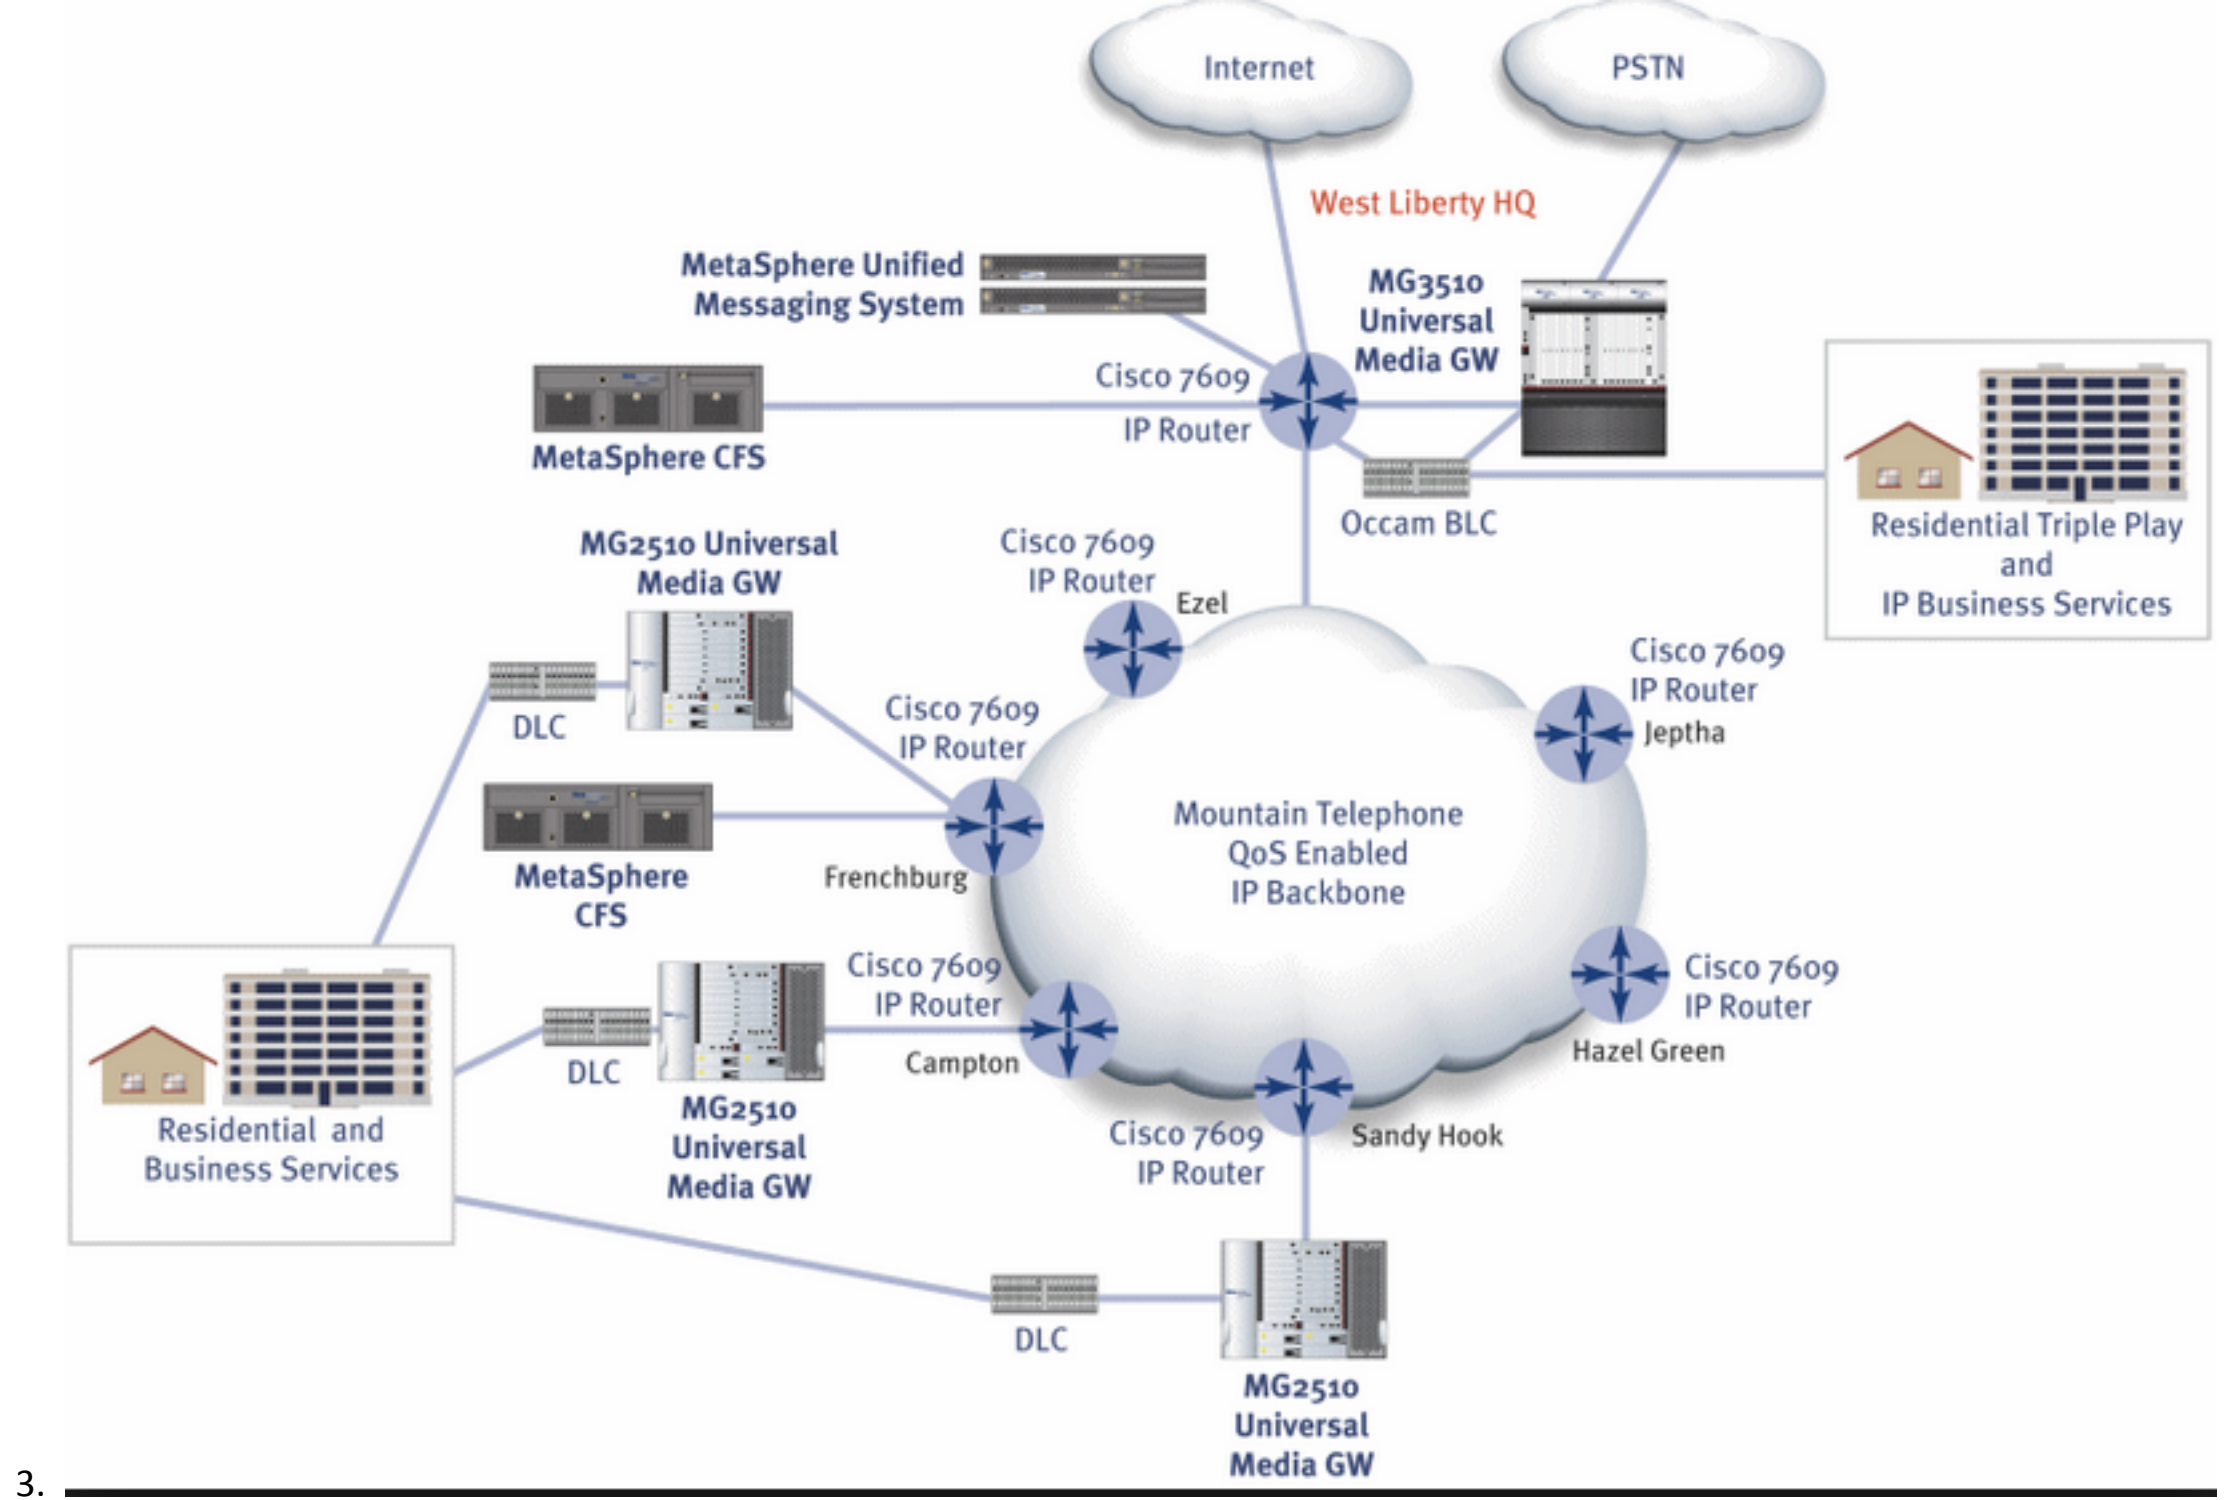 Internet
PSTN
West Liberty HQ
MetaSphere Unified
Messaging System
MG3510
Universal
Media GW
Cisco 7609
IP Router
MetaSphere CFS
Occam BLC
Residential Triple Play
and
IP Business Services
MG2510 Universal
Media GW
Cisco 7609
IP Router
Ezel
DLC
Cisco 7609
IP Router
Cisco 7609
IP Router
Jeptha
Mountain Telephone
QoS Enabled
IP Backbone
MetaSphere
CFS
Frenchburg
Cisco 7609
IP Router
Campton
Cisco 7609
IP Router
Hazel Green
DLC
MG2510
Universal
Media GW
Residential and
Business Services
Cisco 7609
IP Router
Sandy Hook
DLC
MG2510
Universal
Media GW
3.